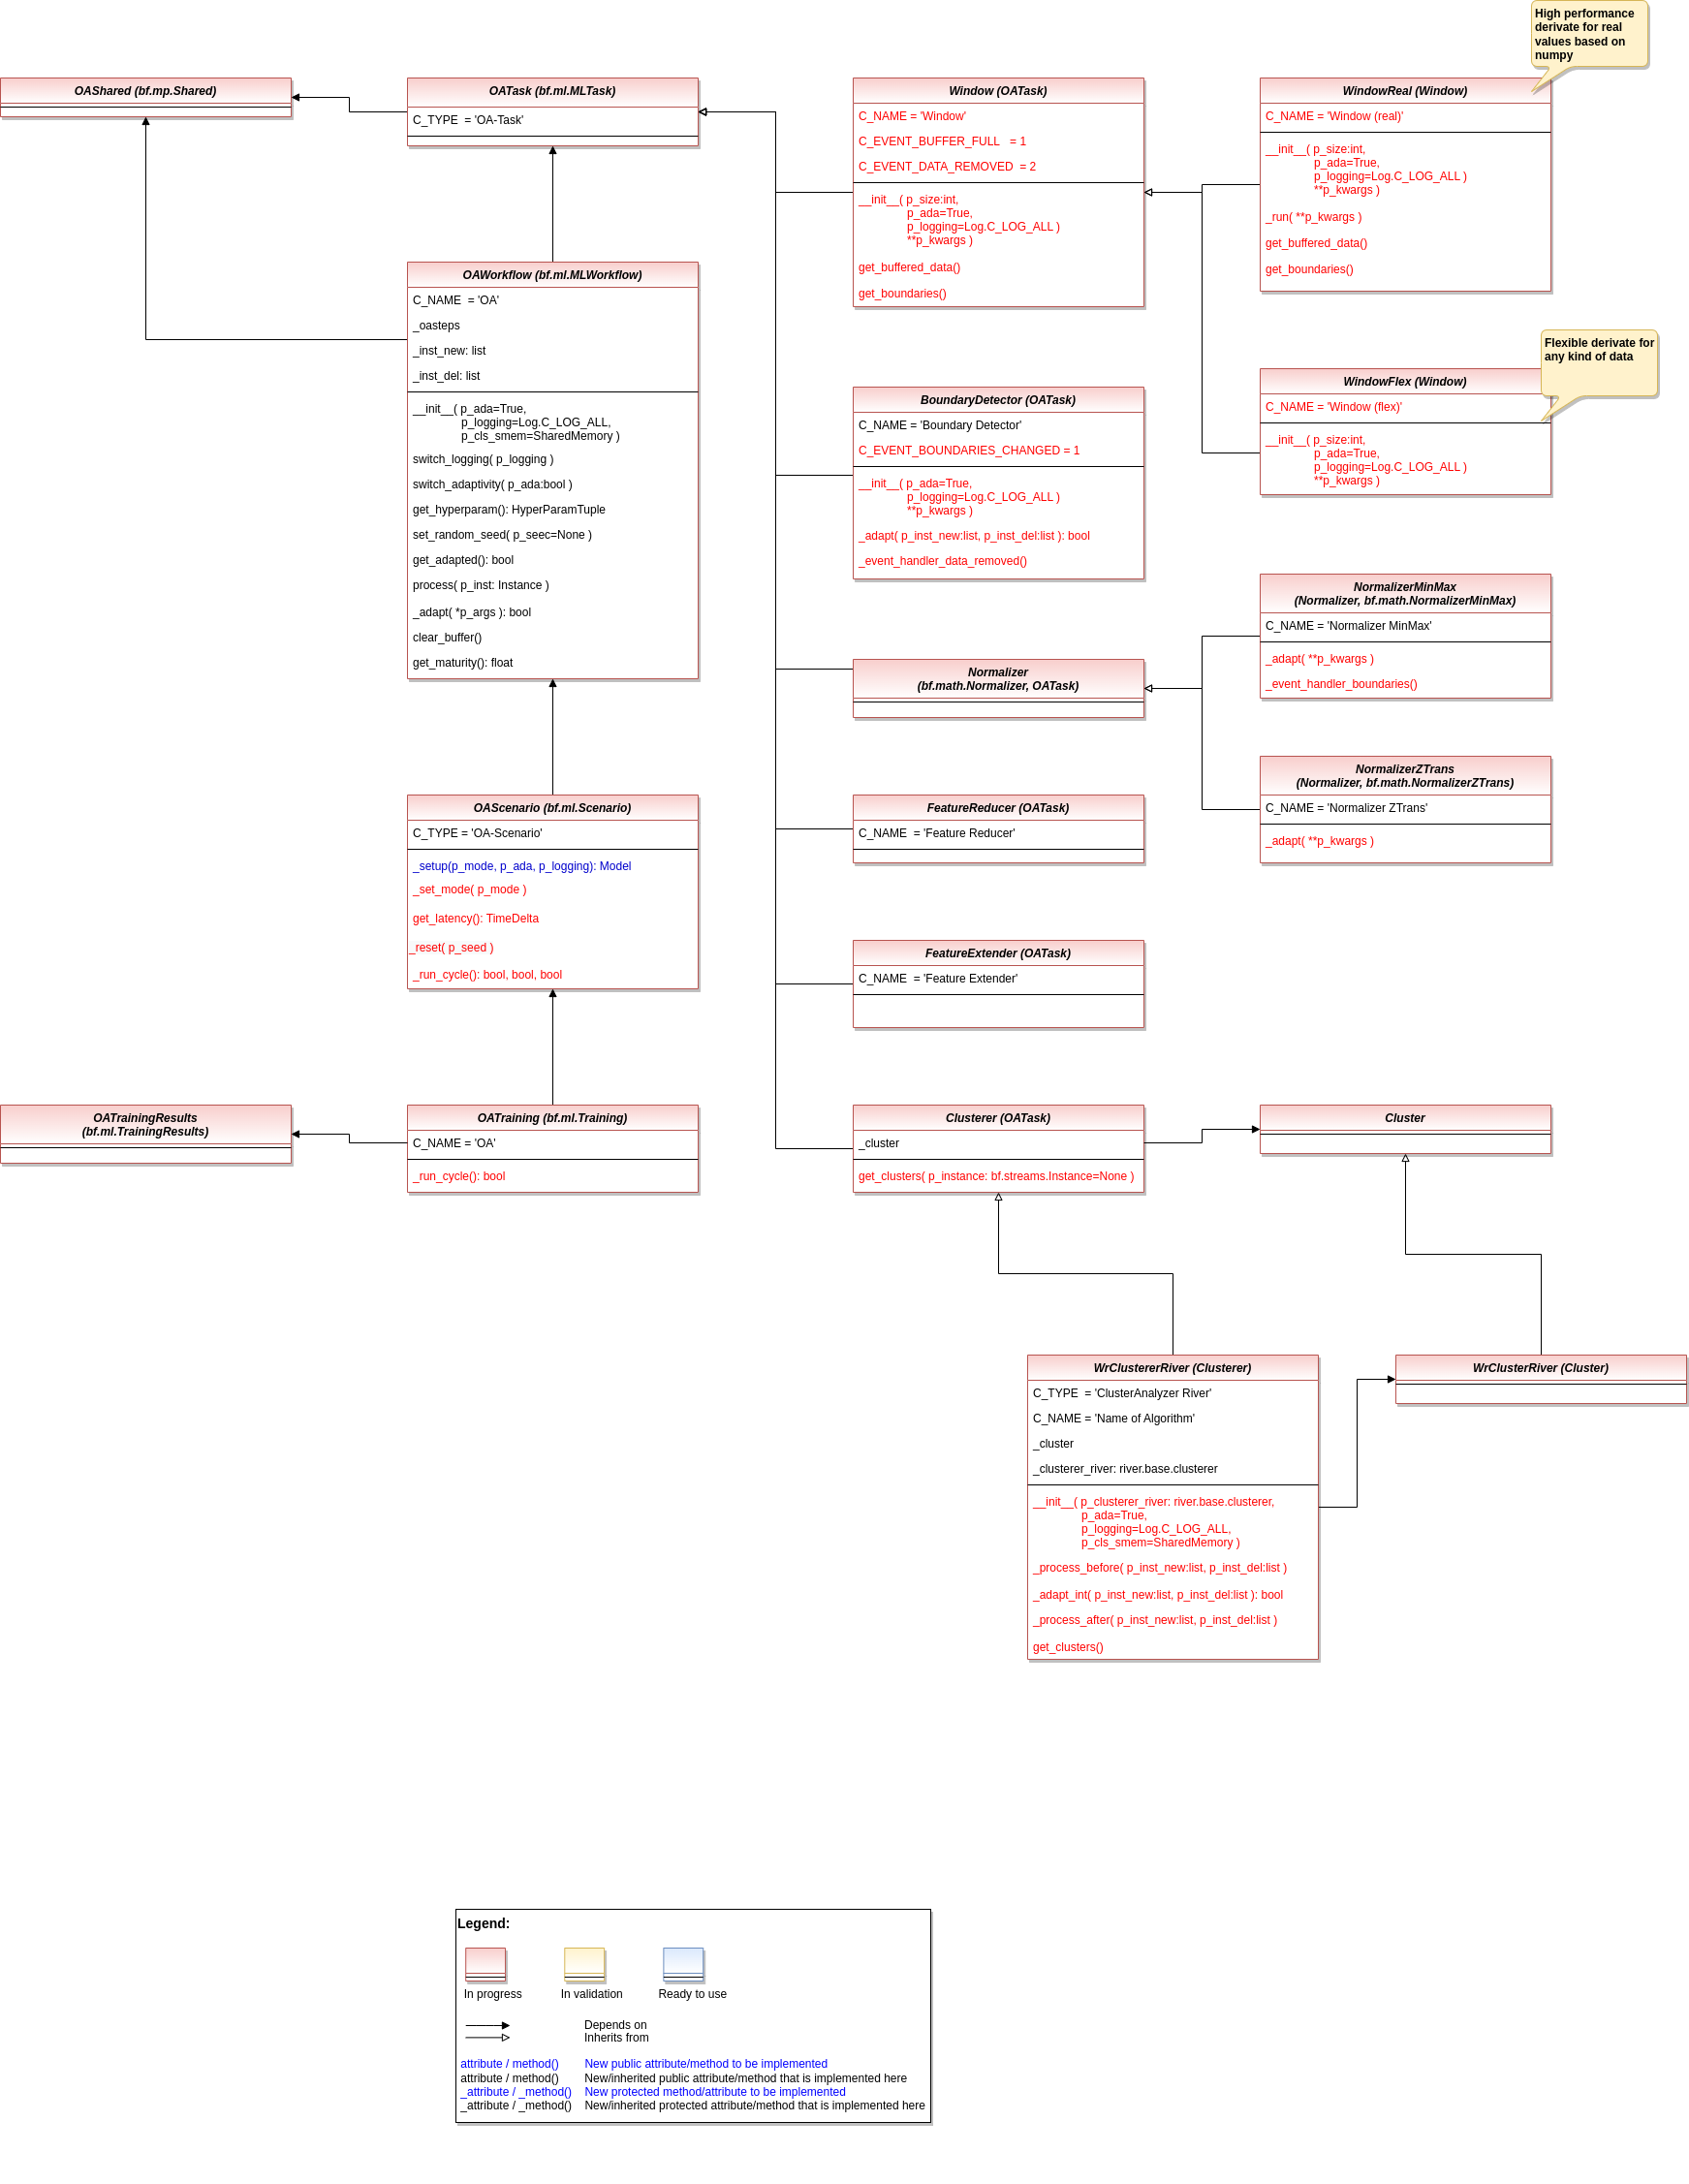 High performance
derivate for real
values based on
numpy
OAShared (bf.mp.Shared)
OATask (bf.ml.MLTask)
C_TYPE  = 'OA-Task'
Window (OATask)
C_NAME = 'Window'
C_EVENT_BUFFER_FULL   = 1
C_EVENT_DATA_REMOVED  = 2
__init__( p_size:int,
p_ada=True,
p_logging=Log.C_LOG_ALL )
**p_kwargs )
get_buffered_data()
get_boundaries()
WindowReal (Window)
C_NAME = 'Window (real)'
__init__( p_size:int,
p_ada=True,
p_logging=Log.C_LOG_ALL )
**p_kwargs )
_run( **p_kwargs )
get_buffered_data()
get_boundaries()
OAWorkflow (bf.ml.MLWorkflow)
C_NAME  = 'OA'
_oasteps
_inst_new: list
_inst_del: list
__init__( p_ada=True,
p_logging=Log.C_LOG_ALL,
p_cls_smem=SharedMemory )
switch_logging( p_logging )
switch_adaptivity( p_ada:bool )
get_hyperparam(): HyperParamTuple
set_random_seed( p_seec=None )
get_adapted(): bool
process( p_inst: Instance )
_adapt( *p_args ): bool
clear_buffer()
get_maturity(): float
Flexible derivate for
any kind of data
WindowFlex (Window)
C_NAME = 'Window (flex)'
__init__( p_size:int,
p_ada=True,
p_logging=Log.C_LOG_ALL )
**p_kwargs )
BoundaryDetector (OATask)
C_NAME = 'Boundary Detector'
C_EVENT_BOUNDARIES_CHANGED = 1
__init__( p_ada=True,
p_logging=Log.C_LOG_ALL )
**p_kwargs )
_adapt( p_inst_new:list, p_inst_del:list ): bool
_event_handler_data_removed()
NormalizerMinMax
(Normalizer, bf.math.NormalizerMinMax)
C_NAME = 'Normalizer MinMax'
_adapt( **p_kwargs )
_event_handler_boundaries()
Normalizer
(bf.math.Normalizer, OATask)
NormalizerZTrans
(Normalizer, bf.math.NormalizerZTrans)
C_NAME = 'Normalizer ZTrans'
_adapt( **p_kwargs )
OAScenario (bf.ml.Scenario)
C_TYPE = 'OA-Scenario'
_setup(p_mode, p_ada, p_logging): Model
_set_mode( p_mode )
get_latency(): TimeDelta
_reset( p_seed )
_run_cycle(): bool, bool, bool
FeatureReducer (OATask)
C_NAME  = 'Feature Reducer'
FeatureExtender (OATask)
C_NAME  = 'Feature Extender'
OATrainingResults
(bf.ml.TrainingResults)
OATraining (bf.ml.Training)
C_NAME = 'OA'
_run_cycle(): bool
Clusterer (OATask)
_cluster
get_clusters( p_instance: bf.streams.Instance=None )
Cluster
WrClustererRiver (Clusterer)
C_TYPE  = 'ClusterAnalyzer River'
C_NAME = 'Name of Algorithm'
_cluster
_clusterer_river: river.base.clusterer
__init__( p_clusterer_river: river.base.clusterer,
p_ada=True,
p_logging=Log.C_LOG_ALL,
p_cls_smem=SharedMemory )
_process_before( p_inst_new:list, p_inst_del:list )
_adapt_int( p_inst_new:list, p_inst_del:list ): bool
_process_after( p_inst_new:list, p_inst_del:list )
get_clusters()
WrClusterRiver (Cluster)
Legend:
In progress
In validation
Ready to use
Depends on
Inherits from
attribute / method() New public attribute/method to be implemented
attribute / method() New/inherited public attribute/method that is implemented here
_attribute / _method() New protected method/attribute to be implemented
_attribute / _method() New/inherited protected attribute/method that is implemented here